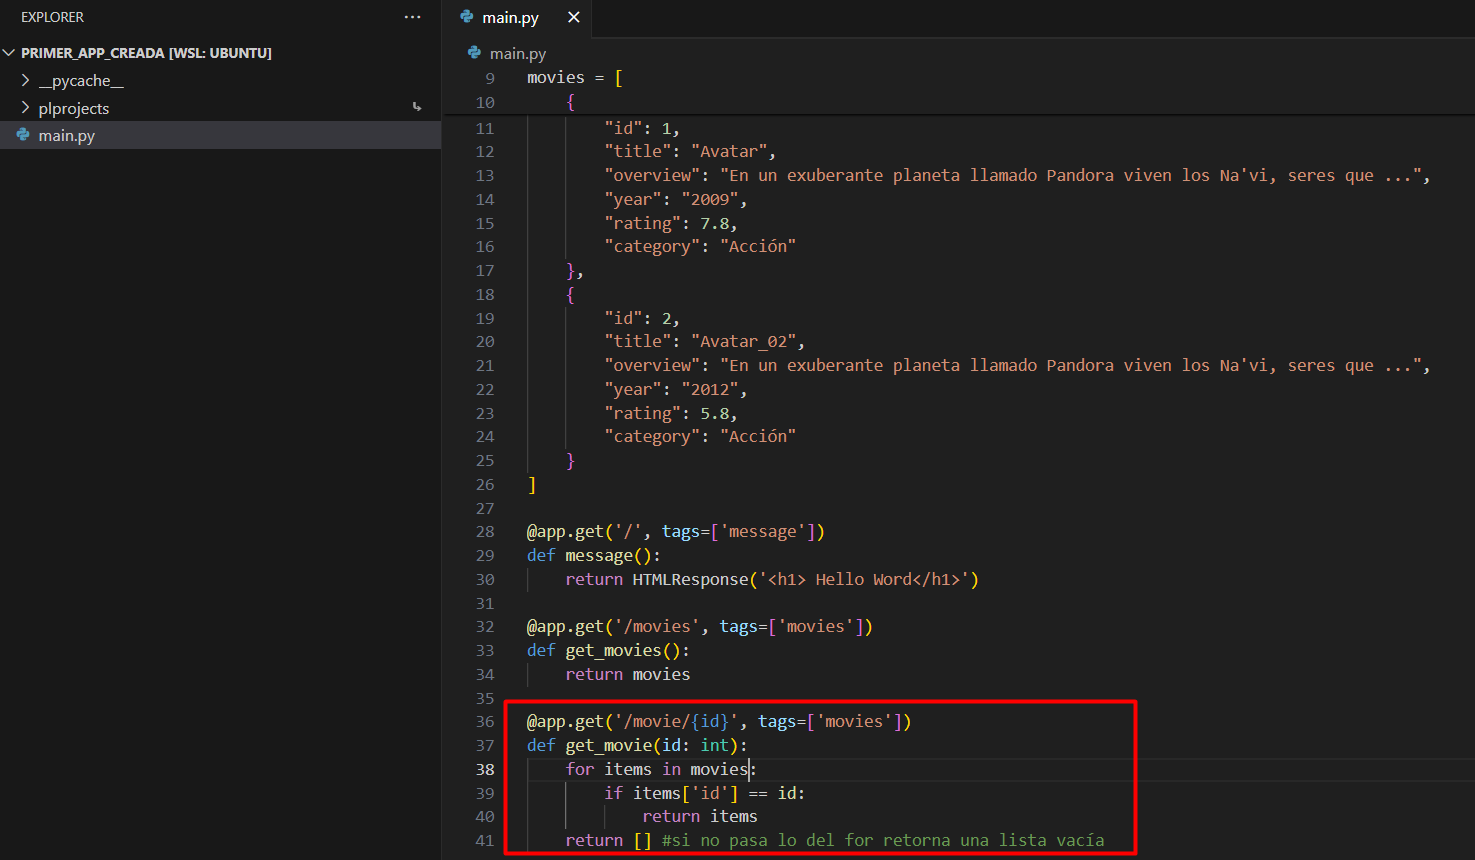 EXPLORER
...
PRIMER_APP_CREADA [WSL: UBUNTU]
__pycache__
plprojects
main.py
main.py
main.py
9 movies = [
10 {
11 "id": 1,
12 "title": "Avatar",
13 "overview": "En un exuberante planeta llamado Pandora viven los Na'vi, seres que ...",
14 "year": "2009",
15 "rating": 7.8,
16 "category": "Acción"
17 },
18 {
19 "id": 2,
20 "title": "Avatar_02",
21 "overview": "En un exuberante planeta llamado Pandora viven los Na'vi, seres que ...",
22 "year": "2012",
23 "rating": 5.8,
24 "category": "Acción"
25 }
26 ]
27
28 @app.get('/', tags=['message'])
29 def message():
30 return HTMLResponse('<h1> Hello Word</h1>')
31
32 @app.get('/movies', tags=['movies'])
33 def get_movies():
34 return movies
35
36 @app.get('/movie/{id}', tags=['movies'])
37 def get_movie(id: int):
38 for items in movies:
39 if items['id'] == id:
40 return items
41 return [] #si no pasa lo del for retorna una lista vacía